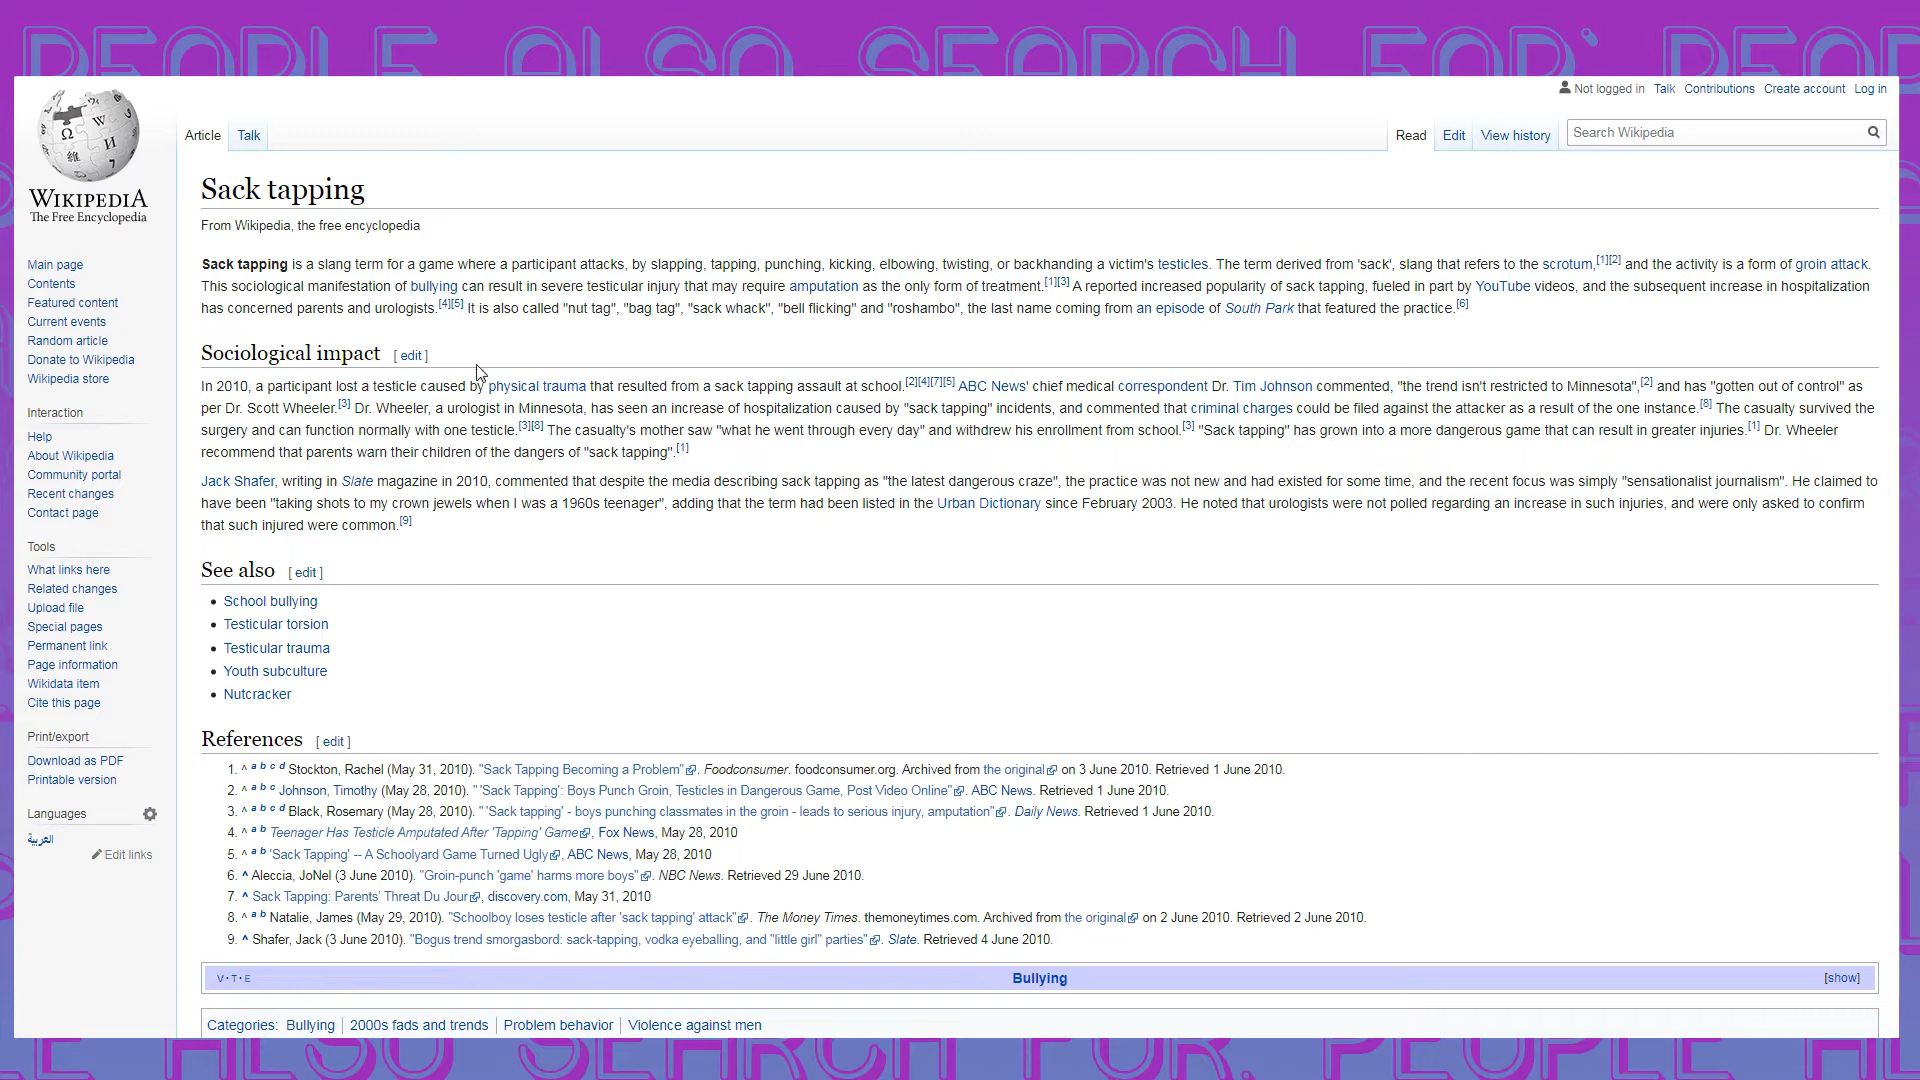 PEOPLE ALSO SEARCH FOR: PEOP
Not logged in Talk Contributions Create account Log in
Article Talk
Read Edit View history Search Wikipedia
WIKIPEDIA
The Free Encyclopedia
Sack tapping
From Wikipedia, the free encyclopedia
Sack tapping is a slang term for a game where a participant attacks, by slapping, tapping, punching, kicking, elbowing, twisting, or backhanding a victim's testicles. The term derived from 'sack', slang that refers to the scrotum,[1][2] and the activity is a form of groin attack.
This sociological manifestation of bullying can result in severe testicular injury that may require amputation as the only form of treatment.[1][3] A reported increased popularity of sack tapping, fueled in part by YouTube videos, and the subsequent increase in hospitalization
has concerned parents and urologists.[4][5] It is also called "nut tag", "bag tag", "sack whack", "bell flicking" and "roshambo", the last name coming from an episode of South Park that featured the practice.[6]
Sociological impact [ edit ]
In 2010, a participant lost a testicle caused by physical trauma that resulted from a sack tapping assault at school.[2][4][7][5] ABC News' chief medical correspondent Dr. Tim Johnson commented, "the trend isn't restricted to Minnesota",[2] and has "gotten out of control" as
per Dr. Scott Wheeler.[3] Dr. Wheeler, a urologist in Minnesota, has seen an increase of hospitalization caused by "sack tapping" incidents, and commented that criminal charges could be filed against the attacker as a result of the one instance.[8] The casualty survived the
surgery and can function normally with one testicle.[3][8] The casualty's mother saw "what he went through every day" and withdrew his enrollment from school.[3] "Sack tapping" has grown into a more dangerous game that can result in greater injuries.[1] Dr. Wheeler
recommend that parents warn their children of the dangers of "sack tapping".[1]
Jack Shafer, writing in Slate magazine in 2010, commented that despite the media describing sack tapping as "the latest dangerous craze", the practice was not new and had existed for some time, and the recent focus was simply "sensationalist journalism". He claimed to
have been "taking shots to my crown jewels when I was a 1960s teenager", adding that the term had been listed in the Urban Dictionary since February 2003. He noted that urologists were not polled regarding an increase in such injuries, and were only asked to confirm
that such injured were common.[9]
See also [ edit ]
• School bullying
• Testicular torsion
• Testicular trauma
• Youth subculture
• Nutcracker
References [ edit ]
1. ^ a b c d Stockton, Rachel (May 31, 2010). "Sack Tapping Becoming a Problem". Foodconsumer. foodconsumer.org. Archived from the original on 3 June 2010. Retrieved 1 June 2010.
2. ^ a b c Johnson, Timothy (May 28, 2010). "'Sack Tapping': Boys Punch Groin, Testicles in Dangerous Game, Post Video Online". ABC News. Retrieved 1 June 2010.
3. ^ a b c d Black, Rosemary (May 28, 2010). "'Sack tapping' - boys punching classmates in the groin - leads to serious injury, amputation". Daily News. Retrieved 1 June 2010.
4. ^ a b Teenager Has Testicle Amputated After 'Tapping' Game, Fox News, May 28, 2010
5. ^ a b 'Sack Tapping' -- A Schoolyard Game Turned Ugly, ABC News, May 28, 2010
6. ^ Aleccia, JoNel (3 June 2010). "Groin-punch 'game' harms more boys". NBC News. Retrieved 29 June 2010.
7. ^ Sack Tapping: Parents' Threat Du Jour, discovery.com, May 31, 2010
8. ^ a b Natalie, James (May 29, 2010). "Schoolboy loses testicle after 'sack tapping' attack". The Money Times. themoneytimes.com. Archived from the original on 2 June 2010. Retrieved 2 June 2010.
9. ^ Shafer, Jack (3 June 2010). "Bogus trend smorgasbord: sack-tapping, vodka eyeballing, and "little girl" parties". Slate. Retrieved 4 June 2010.
V · T · E Bullying [show]
Categories: Bullying | 2000s fads and trends | Problem behavior | Violence against men
Main page
Contents
Featured content
Current events
Random article
Donate to Wikipedia
Wikipedia store
Interaction
Help
About Wikipedia
Community portal
Recent changes
Contact page
Tools
What links here
Related changes
Upload file
Special pages
Permanent link
Page information
Wikidata item
Cite this page
Print/export
Download as PDF
Printable version
Languages
العربية
Edit links
LE ALSO SEARCH FOR: PEOPLE AL